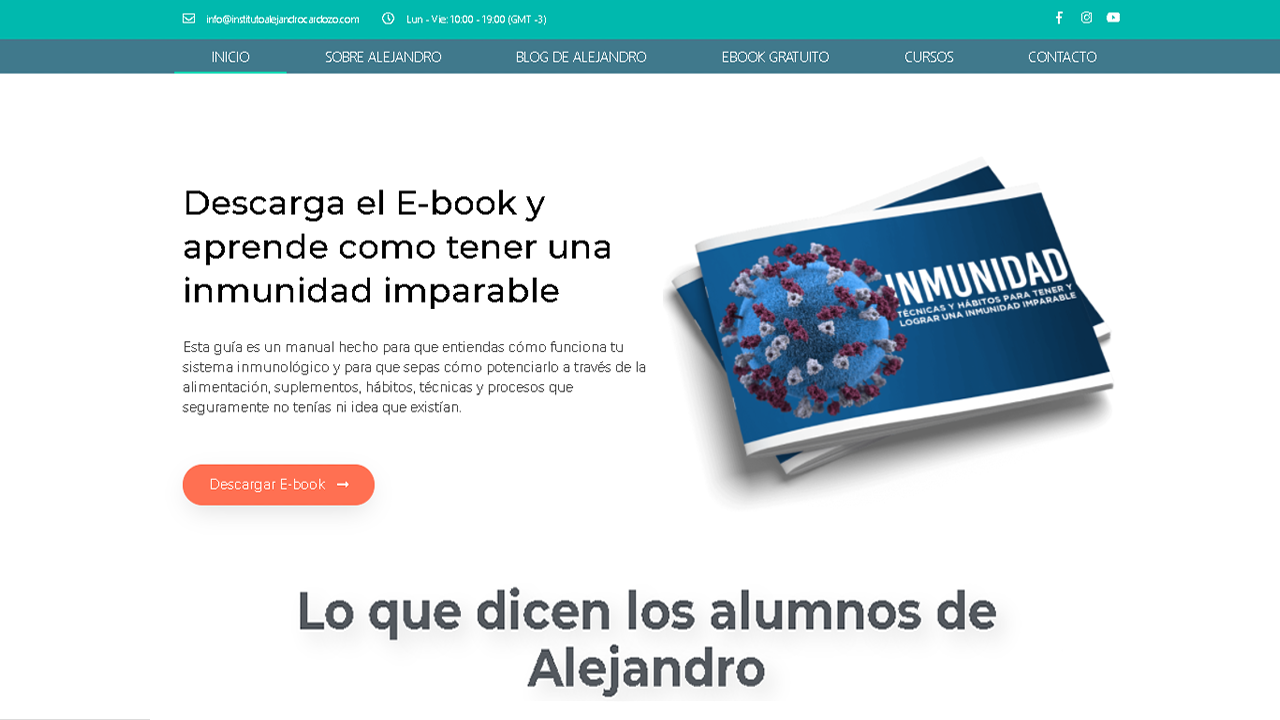 info@institutoalejandrocardozo.com
Lun - Vie: 10:00 - 19:00 (GMT -3)
INICIO
SOBRE ALEJANDRO
BLOG DE ALEJANDRO
EBOOK GRATUITO
CURSOS
CONTACTO
Descarga el E-book y
aprende como tener una
inmunidad imparable
Esta guía es un manual hecho para que entiendas cómo funciona tu
sistema inmunológico y para que sepas cómo potenciarlo a través de la
alimentación, suplementos, hábitos, técnicas y procesos que
seguramente no tenías ni idea que existían.
Descargar E-book
INMUNIDAD
TÉCNICAS Y HÁBITOS PARA TENER Y
LOGRAR UNA INMUNIDAD IMPARABLE
Lo que dicen los alumnos de
Alejandro